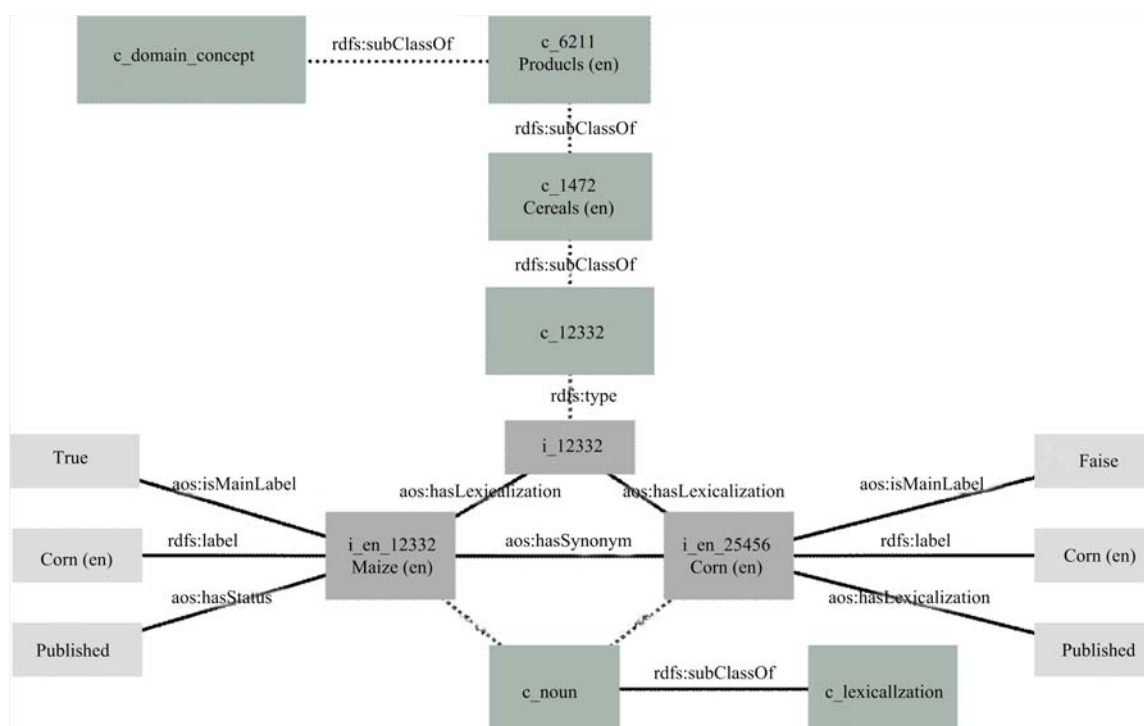 c_domain_concept
rdfs:subClassOf
c_6211
Producls (en)
rdfs:subClassOf
c_1472
Cereals (en)
rdfs:subClassOf
c_12332
rdfs:type
i_12332
True
Faise
aos:isMainLabel
aos:hasLexicalization
aos:hasLexicalization
aos:isMainLabel
Corn (en)
rdfs:label
i_en_12332
Maize (en)
aos:hasSynonym
i_en_25456
Corn (en)
rdfs:label
Corn (en)
aos:hasStatus
aos:hasLexicalization
Published
Published
c_noun
rdfs:subClassOf
c_lexicallzation